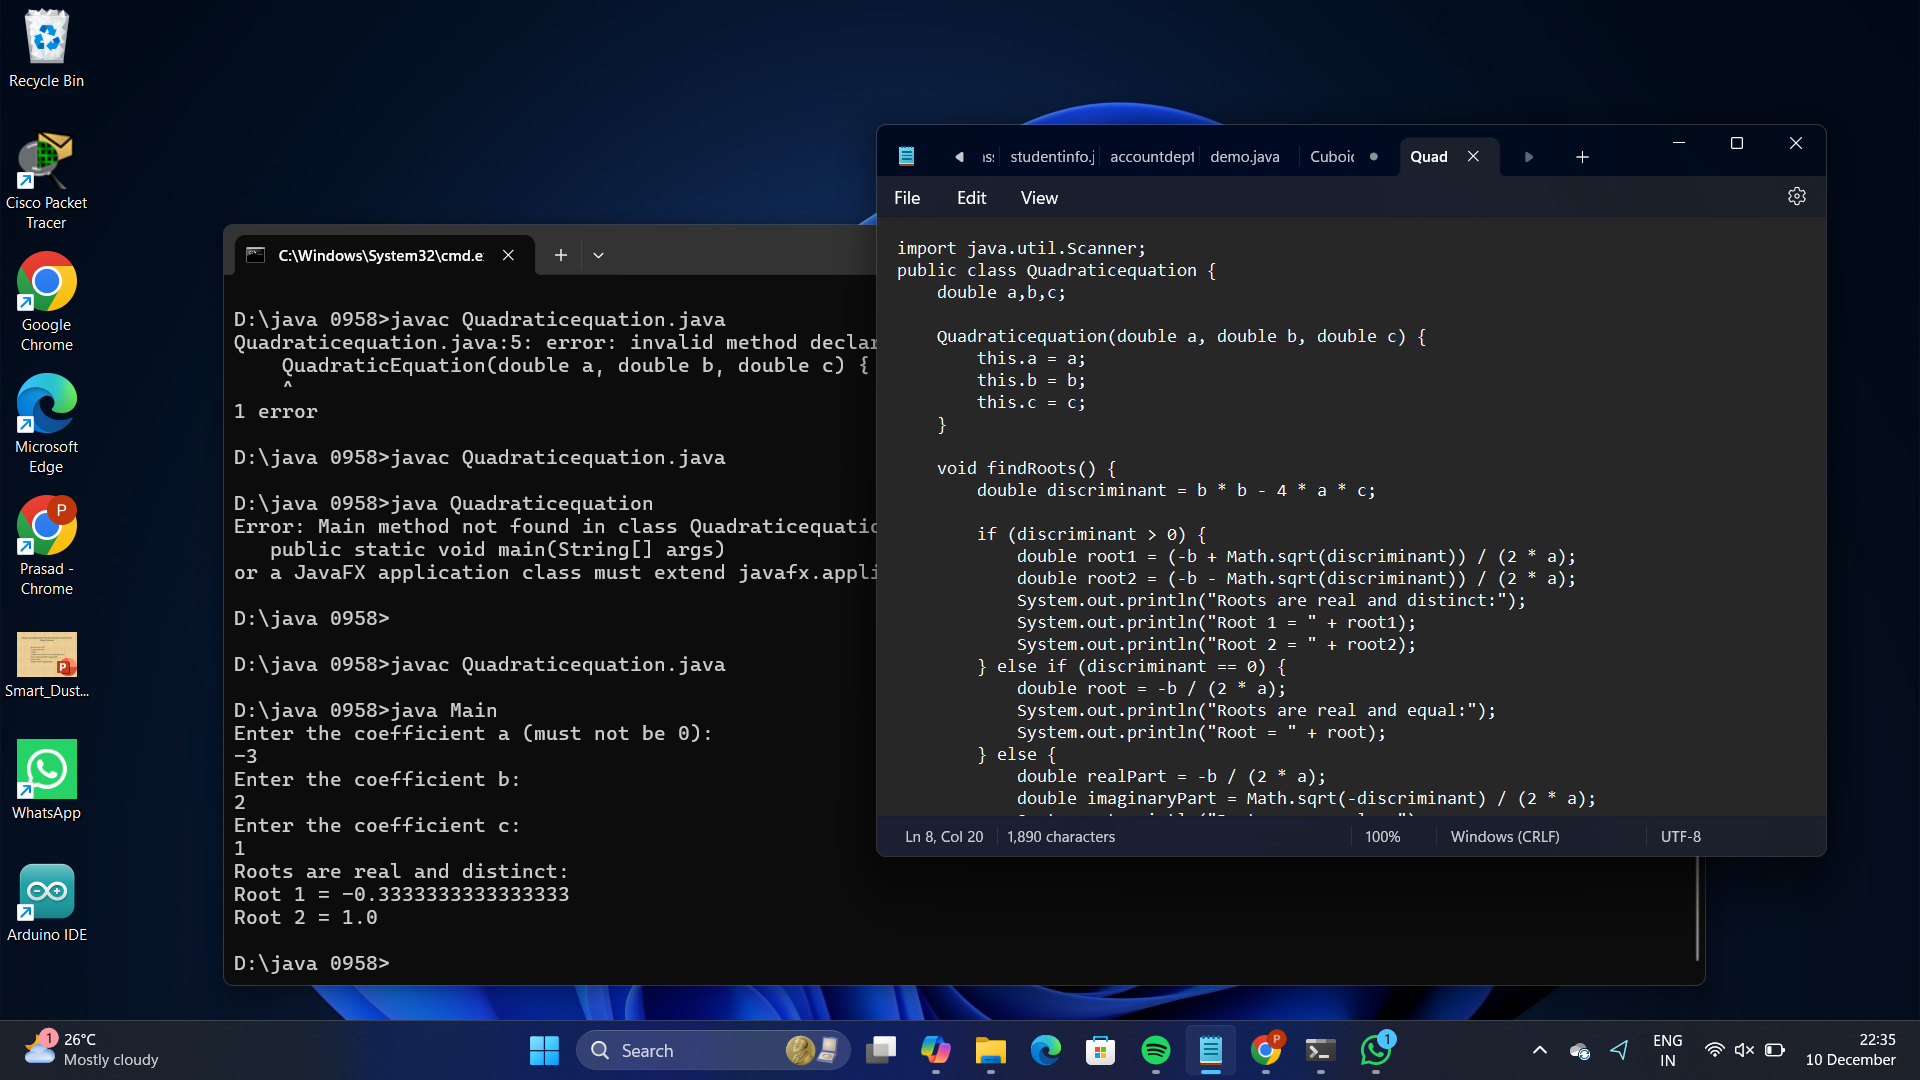 Recycle Bin
Cisco Packet
Tracer
Google
Chrome
Microsoft
Edge
P
Prasad -
Chrome
Smart_Dust...
WhatsApp
Arduino IDE
C:\Windows\System32\cmd.e
D:\java 0958>javac Quadraticequation.java
Quadraticequation.java:5: error: invalid method declar
    QuadraticEquation(double a, double b, double c) {
    ^
1 error
D:\java 0958>javac Quadraticequation.java
D:\java 0958>java Quadraticequation
Error: Main method not found in class Quadraticequatio
   public static void main(String[] args)
or a JavaFX application class must extend javafx.appli
D:\java 0958>
D:\java 0958>javac Quadraticequation.java
D:\java 0958>java Main
Enter the coefficient a (must not be 0):
-3
Enter the coefficient b:
2
Enter the coefficient c:
1
Roots are real and distinct:
Root 1 = -0.3333333333333333
Root 2 = 1.0
D:\java 0958>
studentinfo.j accountdept demo.java Cuboid Quad
File Edit View
import java.util.Scanner;
public class Quadraticequation {
    double a,b,c;
    Quadraticequation(double a, double b, double c) {
        this.a = a;
        this.b = b;
        this.c = c;
    }
    void findRoots() {
        double discriminant = b * b - 4 * a * c;
        if (discriminant > 0) {
            double root1 = (-b + Math.sqrt(discriminant)) / (2 * a);
            double root2 = (-b - Math.sqrt(discriminant)) / (2 * a);
            System.out.println("Roots are real and distinct:");
            System.out.println("Root 1 = " + root1);
            System.out.println("Root 2 = " + root2);
        } else if (discriminant == 0) {
            double root = -b / (2 * a);
            System.out.println("Roots are real and equal:");
            System.out.println("Root = " + root);
        } else {
            double realPart = -b / (2 * a);
            double imaginaryPart = Math.sqrt(-discriminant) / (2 * a);
Ln 8, Col 20 1,890 characters 100% Windows (CRLF) UTF-8
1
26°C
Mostly cloudy
Search
P
1
ENG
IN
22:35
10 December